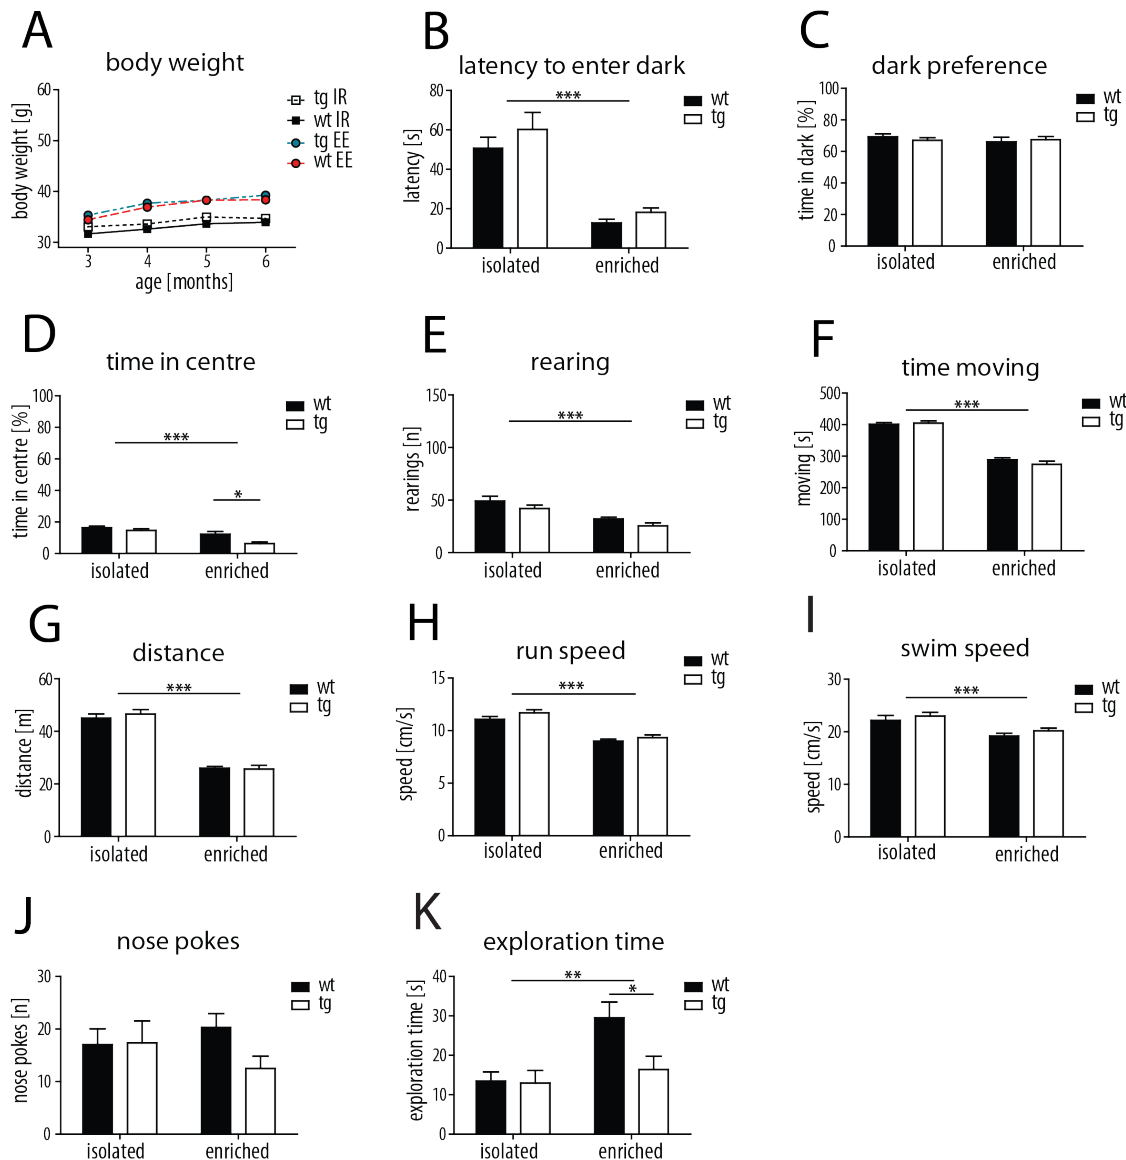 A
body weight
body weight [g]
60
50
40
30
3 4 5 6
age [months]
tg IR
wt IR
tg EE
wt EE
B
latency to enter dark
latency [s]
80
60
40
20
0
***
isolated enriched
wt
tg
C
dark preference
time in dark [%]
100
80
60
40
20
0
isolated enriched
wt
tg
D
time in centre
time in centre [%]
100
80
60
40
20
0
***
*
isolated enriched
wt
tg
E
rearing
rearings [n]
150
100
50
0
***
isolated enriched
wt
tg
F
time moving
moving [s]
500
400
300
200
100
0
***
isolated enriched
wt
tg
G
distance
distance [m]
60
40
20
0
***
isolated enriched
wt
tg
H
run speed
speed [cm/s]
15
10
5
0
***
isolated enriched
wt
tg
I
swim speed
speed [cm/s]
30
20
10
0
***
isolated enriched
wt
tg
J
nose pokes
nose pokes [n]
30
20
10
0
isolated enriched
wt
tg
K
exploration time
exploration time [s]
40
30
20
10
0
**
*
isolated enriched
wt
tg